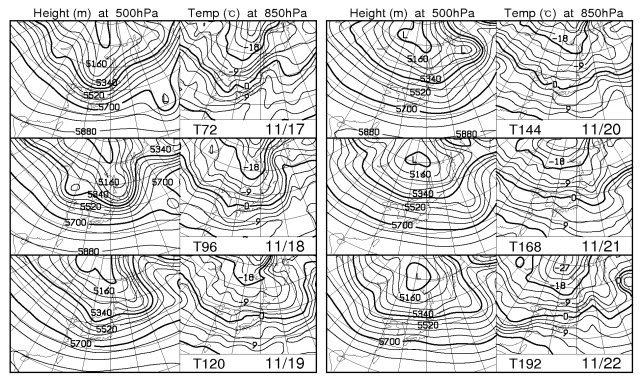 Height (m) at 500hPa Temp (℃) at 850hPa Height (m) at 500hPa Temp (℃) at 850hPa
L -18 L -18
5160 5160
5340 -9 5340 -9
5520 0 5520 0
5700 9 5700 9
L
5880 T72 11/17 5880 T144 11/20
5340 5880
-18 L -18
5160 5700 5160
5340 -9 5340 -9
5520 0 5520 0
5700 9 5700 9
5880 T96 11/18 T168 11/21
-18 L -27
5160 5160 -18
5340 -9 5340 -9
5520 0 5520 0
5700 9 5700 9
T120 11/19 T192 11/22